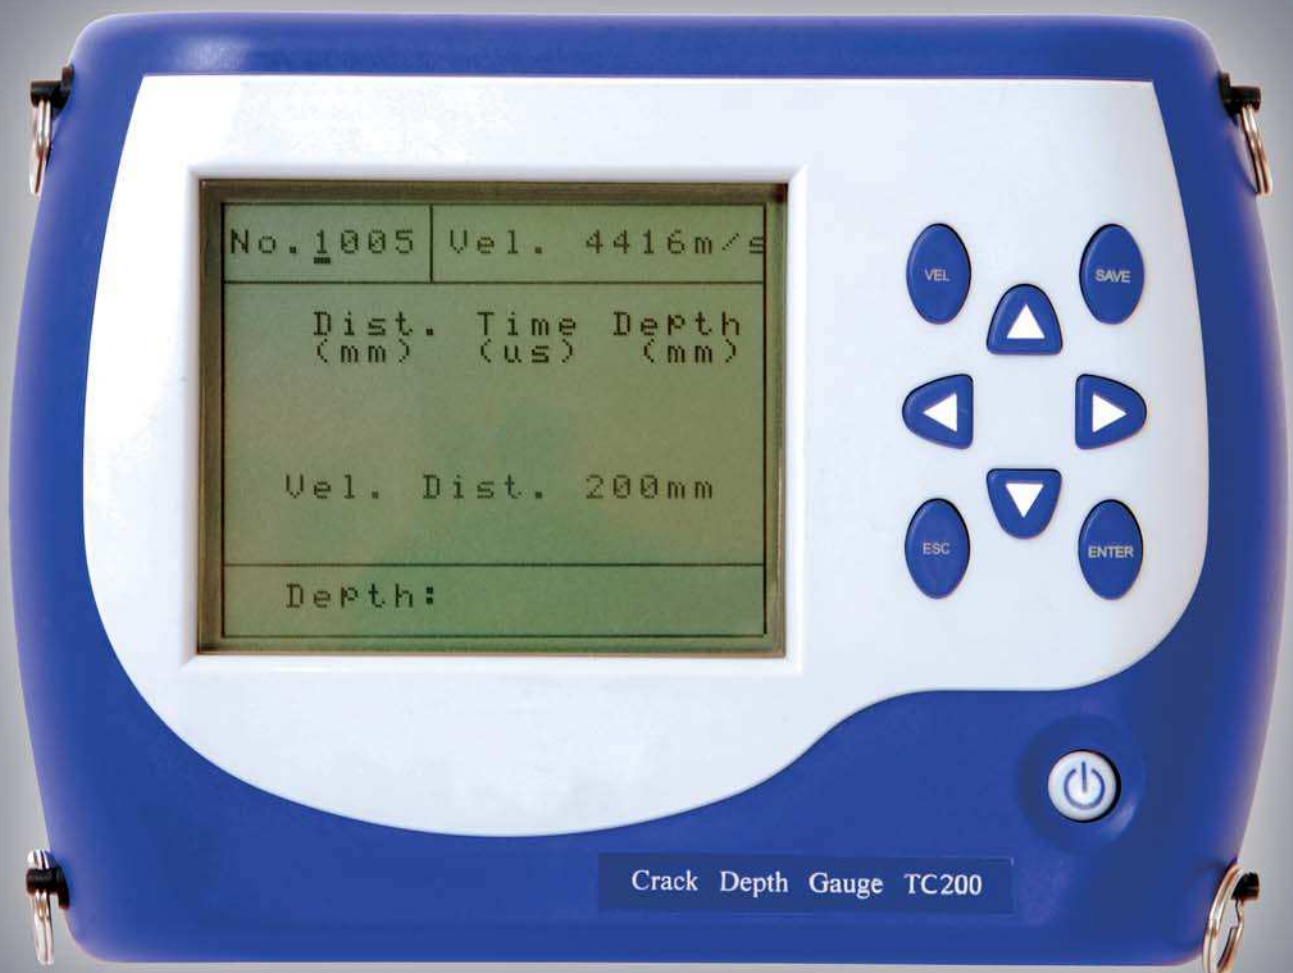 No.1005 Vel. 4416m/s
Dist. Time Depth
(mm) (us) (mm)
Vel. Dist. 200mm
Depth:
VEL
SAVE
ESC
ENTER
Crack Depth Gauge TC200